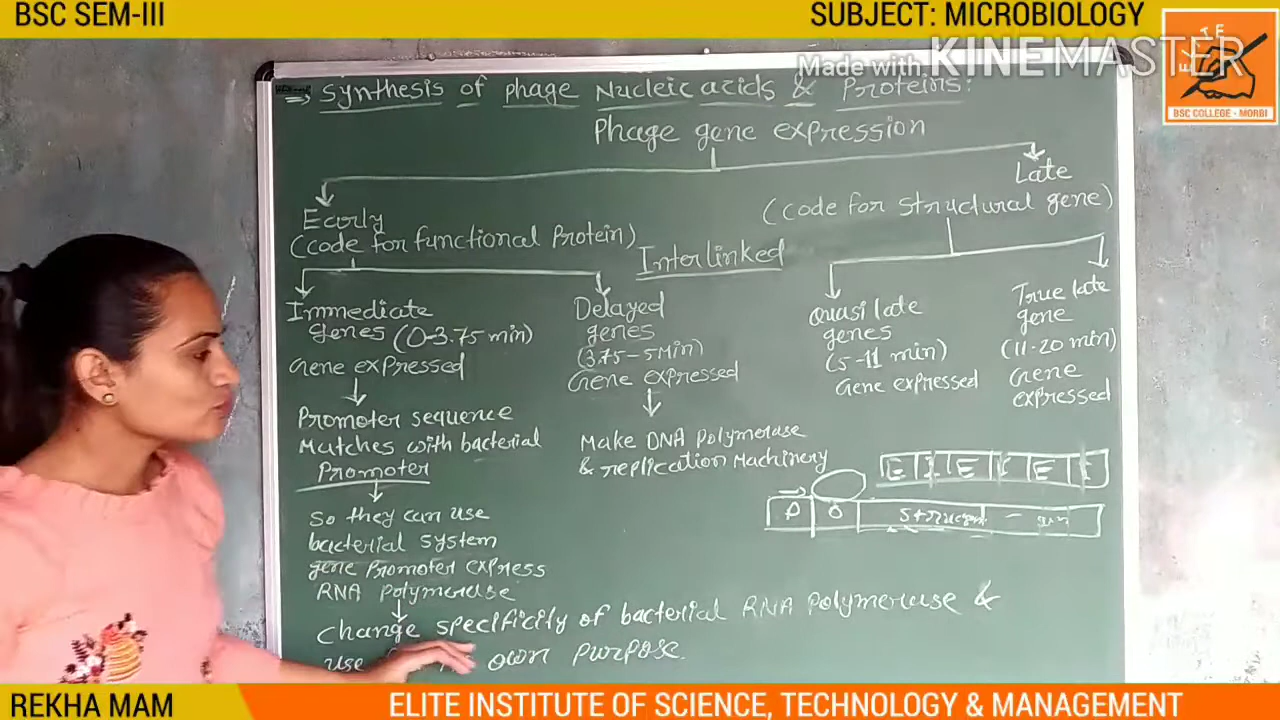 BSC SEM-III
SUBJECT: MICROBIOLOGY
Made with KINEMASTER
ELITE
BSC COLLEGE - MORBI
=> Synthesis of phage Nucleic acids & Proteins:
Phage gene expression
Early
(code for functional Protein)
Late
(code for structural gene)
Interlinked
Immediate
genes (0-3.75 min)
Gene expressed
Promoter sequence
Matches with bacterial
Promoter
So they can use
bacterial system
gene Promoter express
RNA polymerase
change specificity of bacterial RNA Polymerase &
use own purpose.
Delayed
genes
(3.75-5Min)
Gene expressed
Make DNA Polymerase
& replication Machinery
Quasi late
genes
(5-11 min)
Gene expressed
True late
gene
(11-20 min)
Gene
expressed
E I E I E I
P O
REKHA MAM
ELITE INSTITUTE OF SCIENCE, TECHNOLOGY & MANAGEMENT